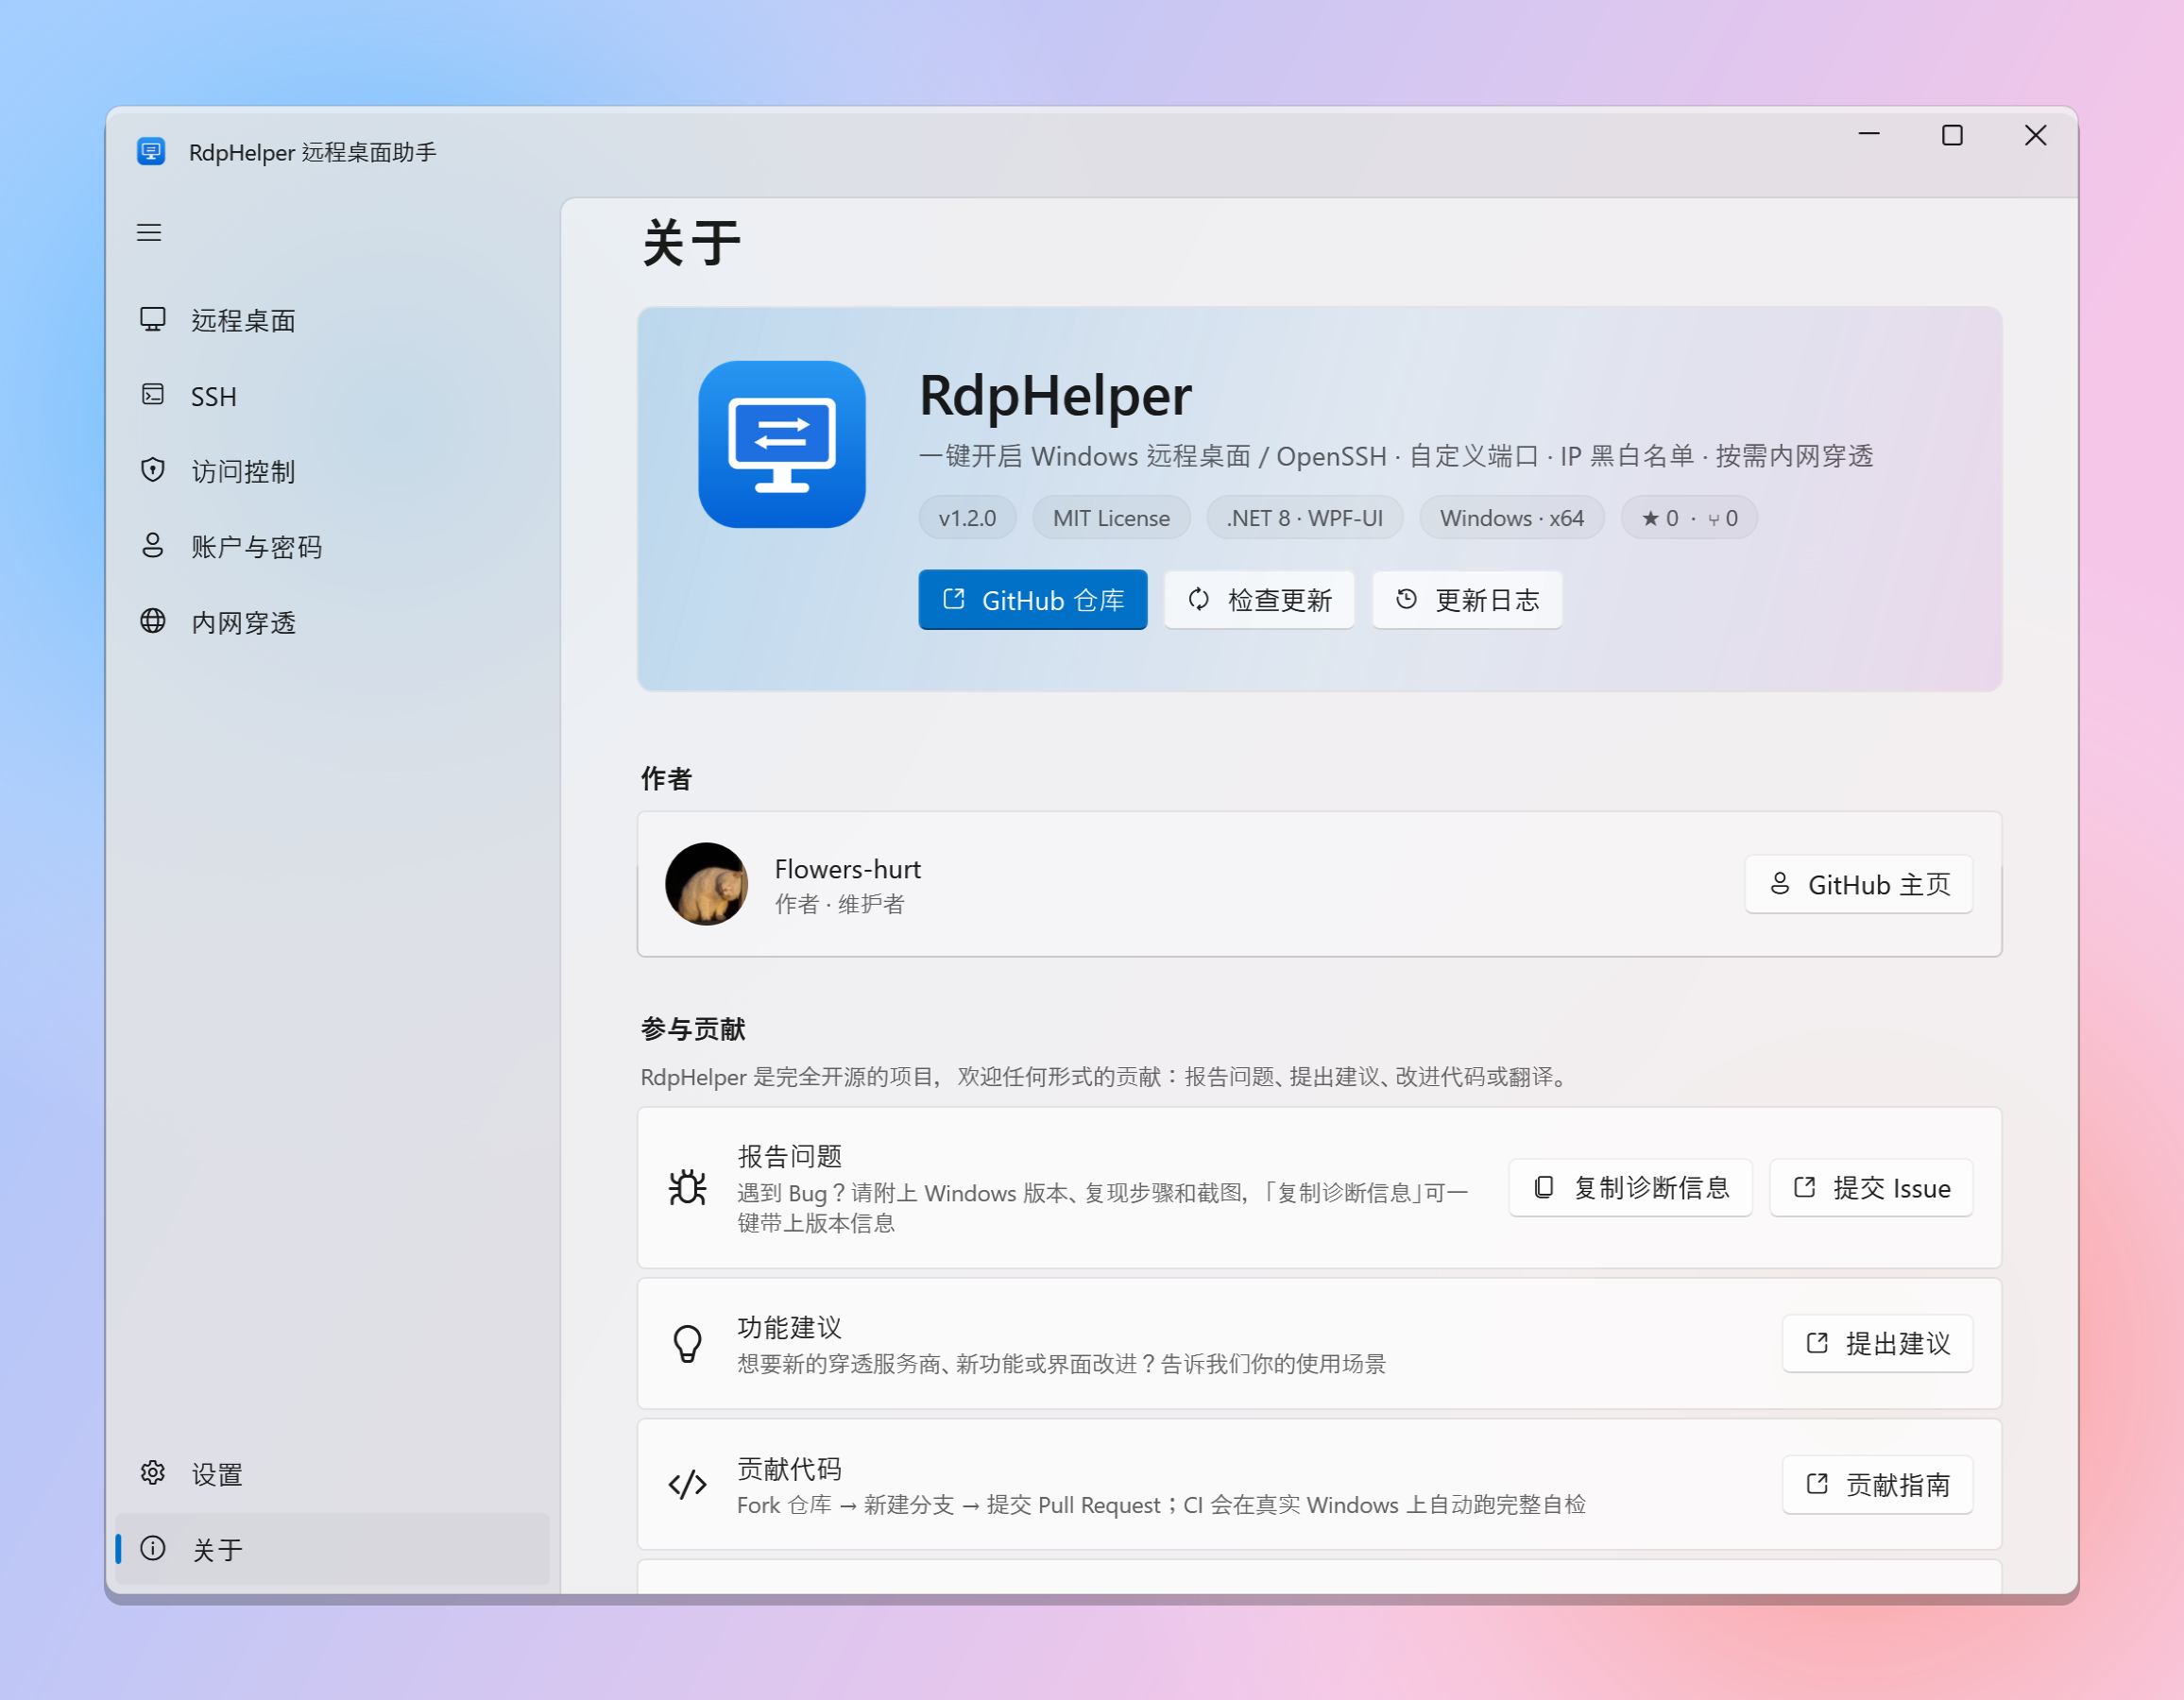 RdpHelper 远程桌面助手
远程桌面
SSH
访问控制
账户与密码
内网穿透
设置
关于
关于
RdpHelper
一键开启 Windows 远程桌面 / OpenSSH · 自定义端口 · IP 黑白名单 · 按需内网穿透
v1.2.0
MIT License
.NET 8 · WPF-UI
Windows · x64
★ 0 · ⑂ 0
GitHub 仓库
检查更新
更新日志
作者
Flowers-hurt
作者 · 维护者
GitHub 主页
参与贡献
RdpHelper 是完全开源的项目，欢迎任何形式的贡献：报告问题、提出建议、改进代码或翻译。
报告问题
遇到 Bug？请附上 Windows 版本、复现步骤和截图，「复制诊断信息」可一
键带上版本信息
复制诊断信息
提交 Issue
功能建议
想要新的穿透服务商、新功能或界面改进？告诉我们你的使用场景
提出建议
贡献代码
Fork 仓库 → 新建分支 → 提交 Pull Request；CI 会在真实 Windows 上自动跑完整自检
贡献指南